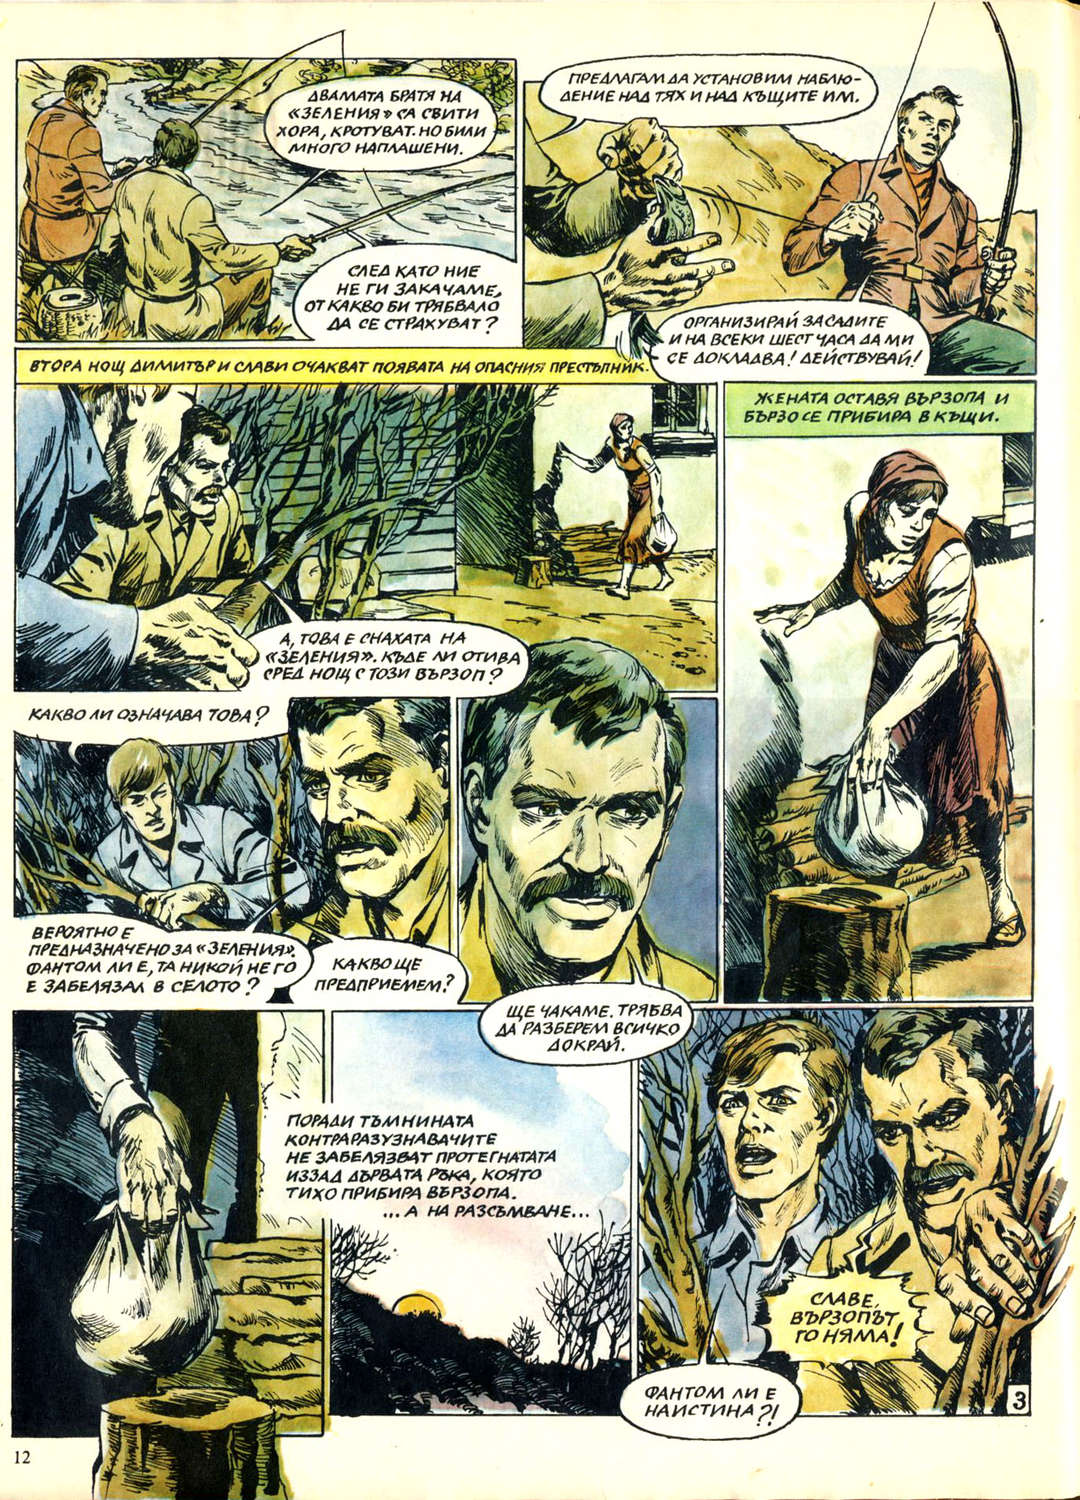 ДВАМАТА БРАТЯ НА
«ЗЕЛЕНИЯ» СА СВИТИ
ХОРА, КРОТУВАТ. НО БИЛИ
МНОГО НАПЛАШЕНИ.
СЛЕД КАТО НИЕ
НЕ ГИ ЗАКАЧАМЕ,
ОТ КАКВО БИ ТРЯБВАЛО
ДА СЕ СТРАХУВАТ?
ПРЕДЛАГАМ ДА УСТАНОВИМ НАБЛЮ-
ДЕНИЕ НАД ТЯХ И НАД КЪЩИТЕ ИМ.
ОРГАНИЗИРАЙ ЗАСАДИТЕ
И НА ВСЕКИ ШЕСТ ЧАСА ДА МИ
СЕ ДОКЛАДВА! ДЕЙСТВУВАЙ!
ВТОРА НОЩ ДИМИТЪР И СЛАВИ ОЧАКВАТ ПОЯВАТА НА ОПАСНИЯ ПРЕСТЪПНИК.
А, ТОВА Е СНАХАТА НА
«ЗЕЛЕНИЯ». КЪДЕ ЛИ ОТИВА
СРЕД НОЩ С ТОЗИ ВЪРЗОП?
ЖЕНАТА ОСТАВЯ ВЪРЗОПА И
БЪРЗО СЕ ПРИБИРА В КЪЩИ.
КАКВО ЛИ ОЗНАЧАВА ТОВА?
ВЕРОЯТНО Е
ПРЕДНАЗНАЧЕНО ЗА «ЗЕЛЕНИЯ».
ФАНТОМ ЛИ Е, ТА НИКОЙ НЕ ГО
Е ЗАБЕЛЯЗАЛ В СЕЛОТО?
КАКВО ЩЕ
ПРЕДПРИЕМЕМ?
ЩЕ ЧАКАМЕ. ТРЯБВА
ДА РАЗБЕРЕМ ВСИЧКО
ДОКРАЙ.
ПОРАДИ ТЪМНИНАТА
КОНТРАРАЗУЗНАВАЧИТЕ
НЕ ЗАБЕЛЯЗВАТ ПРОТЕГНАТАТА
ИЗЗАД ДЪРВАТА РЪКА, КОЯТО
ТИХО ПРИБИРА ВЪРЗОПА.
...А НА РАЗСЪМВАНЕ...
СЛАВЕ,
ВЪРЗОПЪТ
ГО НЯМА!
ФАНТОМ ЛИ Е
НАИСТИНА?!
3
12